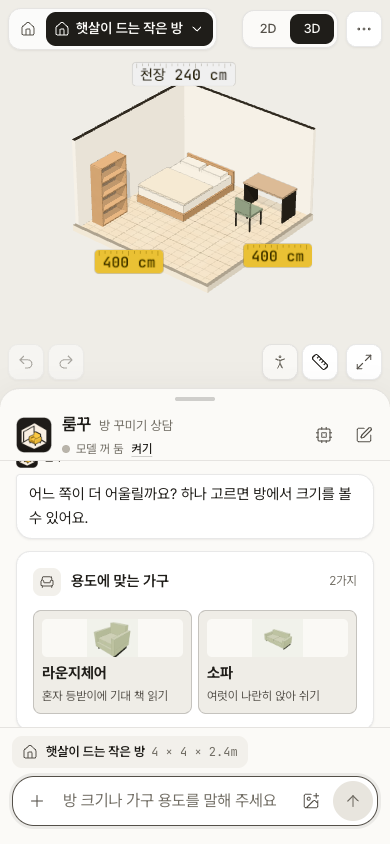 햇살이 드는 작은 방
2D
3D
천장 240 cm
400 cm
400 cm
룸꾸 방 꾸미기 상담
모델 꺼 둠 켜기
어느 쪽이 더 어울릴까요? 하나 고르면 방에서 크기를 볼
수 있어요.
용도에 맞는 가구
2가지
라운지체어
혼자 등받이에 기대 책 읽기
소파
여럿이 나란히 앉아 쉬기
햇살이 드는 작은 방 4 × 4 × 2.4m
방 크기나 가구 용도를 말해 주세요